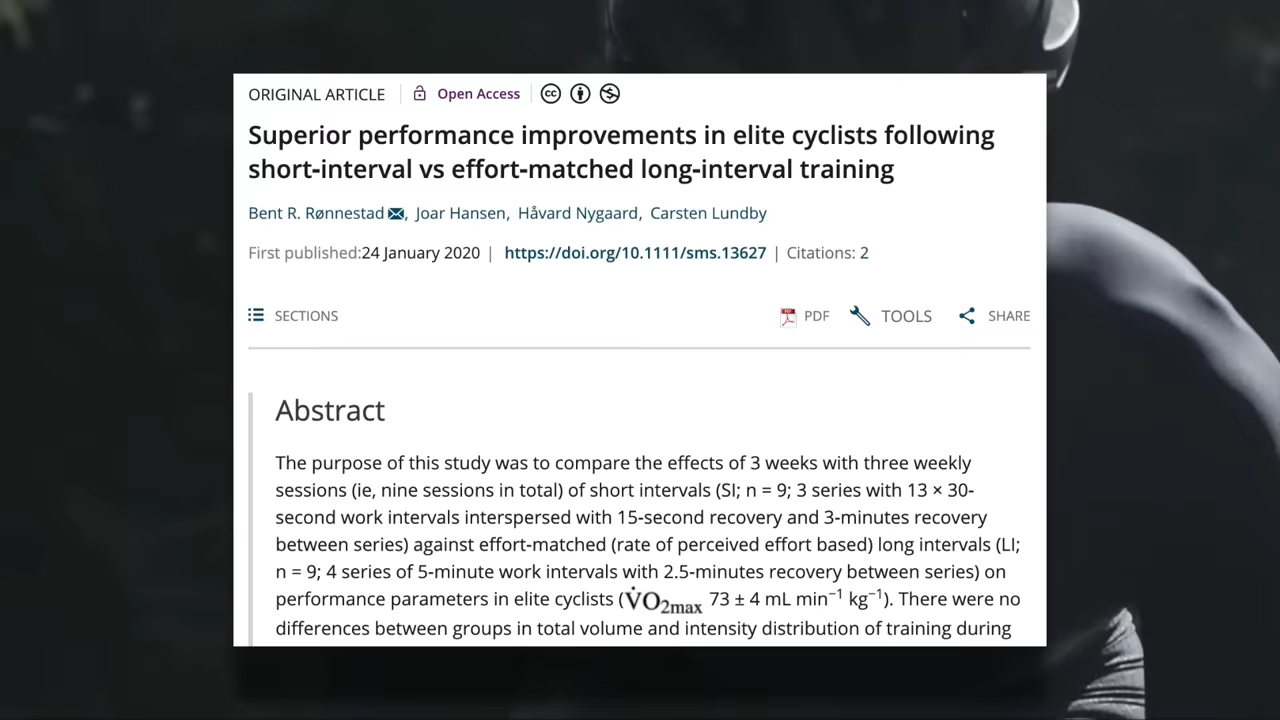 ORIGINAL ARTICLE Open Access
Superior performance improvements in elite cyclists following
short-interval vs effort-matched long-interval training
Bent R. Rønnestad, Joar Hansen, Håvard Nygaard, Carsten Lundby
First published:24 January 2020 | https://doi.org/10.1111/sms.13627 | Citations: 2
SECTIONS PDF TOOLS SHARE
Abstract
The purpose of this study was to compare the effects of 3 weeks with three weekly
sessions (ie, nine sessions in total) of short intervals (SI; n = 9; 3 series with 13 × 30-
second work intervals interspersed with 15-second recovery and 3-minutes recovery
between series) against effort-matched (rate of perceived effort based) long intervals (LI;
n = 9; 4 series of 5-minute work intervals with 2.5-minutes recovery between series) on
performance parameters in elite cyclists (V̇O₂max 73 ± 4 mL min⁻¹ kg⁻¹). There were no
differences between groups in total volume and intensity distribution of training during